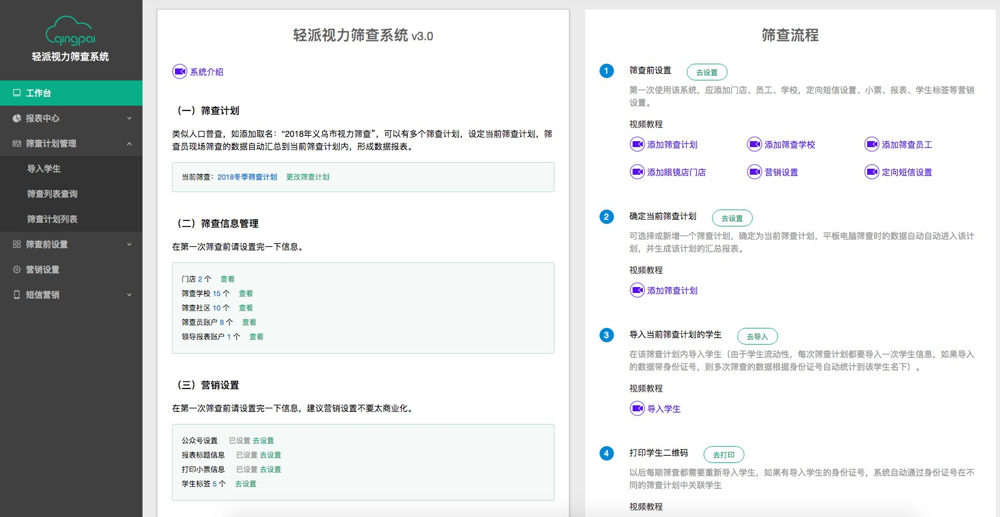 qingpai
轻派视力筛查系统
工作台
报表中心
筛查计划管理
导入学生
筛查列表查询
筛查计划列表
筛查前设置
营销设置
短信营销
轻派视力筛查系统 v3.0
系统介绍
（一）筛查计划
类似人口普查，如添加取名：“2018年义乌市视力筛查”，可以有多个筛查计划，设定当前筛查计划，筛
查员现场筛查的数据自动汇总到当前筛查计划内，形成数据报表。
当前筛查：2018冬季筛查计划 更改筛查计划
（二）筛查信息管理
在第一次筛查前请设置完一下信息。
门店 2 个 查看
筛查学校 15 个 查看
筛查社区 10 个 查看
筛查员账户 8 个 查看
领导报表账户 1 个 查看
（三）营销设置
在第一次筛查前请设置完一下信息，建议营销设置不要太商业化。
公众号设置 已设置 去设置
报表标题信息 已设置 去设置
打印小票信息 已设置 去设置
学生标签 5 个 去设置
筛查流程
1 筛查前设置 去设置
第一次使用该系统，应添加门店、员工、学校，定向短信设置、小票、报表、学生标签等营销
设置。
视频教程
添加筛查计划 添加筛查学校 添加筛查员工
添加眼镜店门店 营销设置 定向短信设置
2 确定当前筛查计划 去设置
可选择或新增一个筛查计划，确定为当前筛查计划，平板电脑筛查时的数据自动自动进入该计
划，并生成该计划的汇总报表。
视频教程
添加筛查计划
3 导入当前筛查计划的学生 去导入
在该筛查计划内导入学生（由于学生流动性，每次筛查计划都要导入一次学生信息，如果导入
的数据带身份证号，则多次筛查的数据根据身份证号自动统计到该学生名下）。
视频教程
导入学生
4 打印学生二维码 去打印
以后每期筛查都需要重新导入学生，如果有导入学生的身份证号，系统自动通过身份证号在不
同的筛查计划中关联学生
视频教程